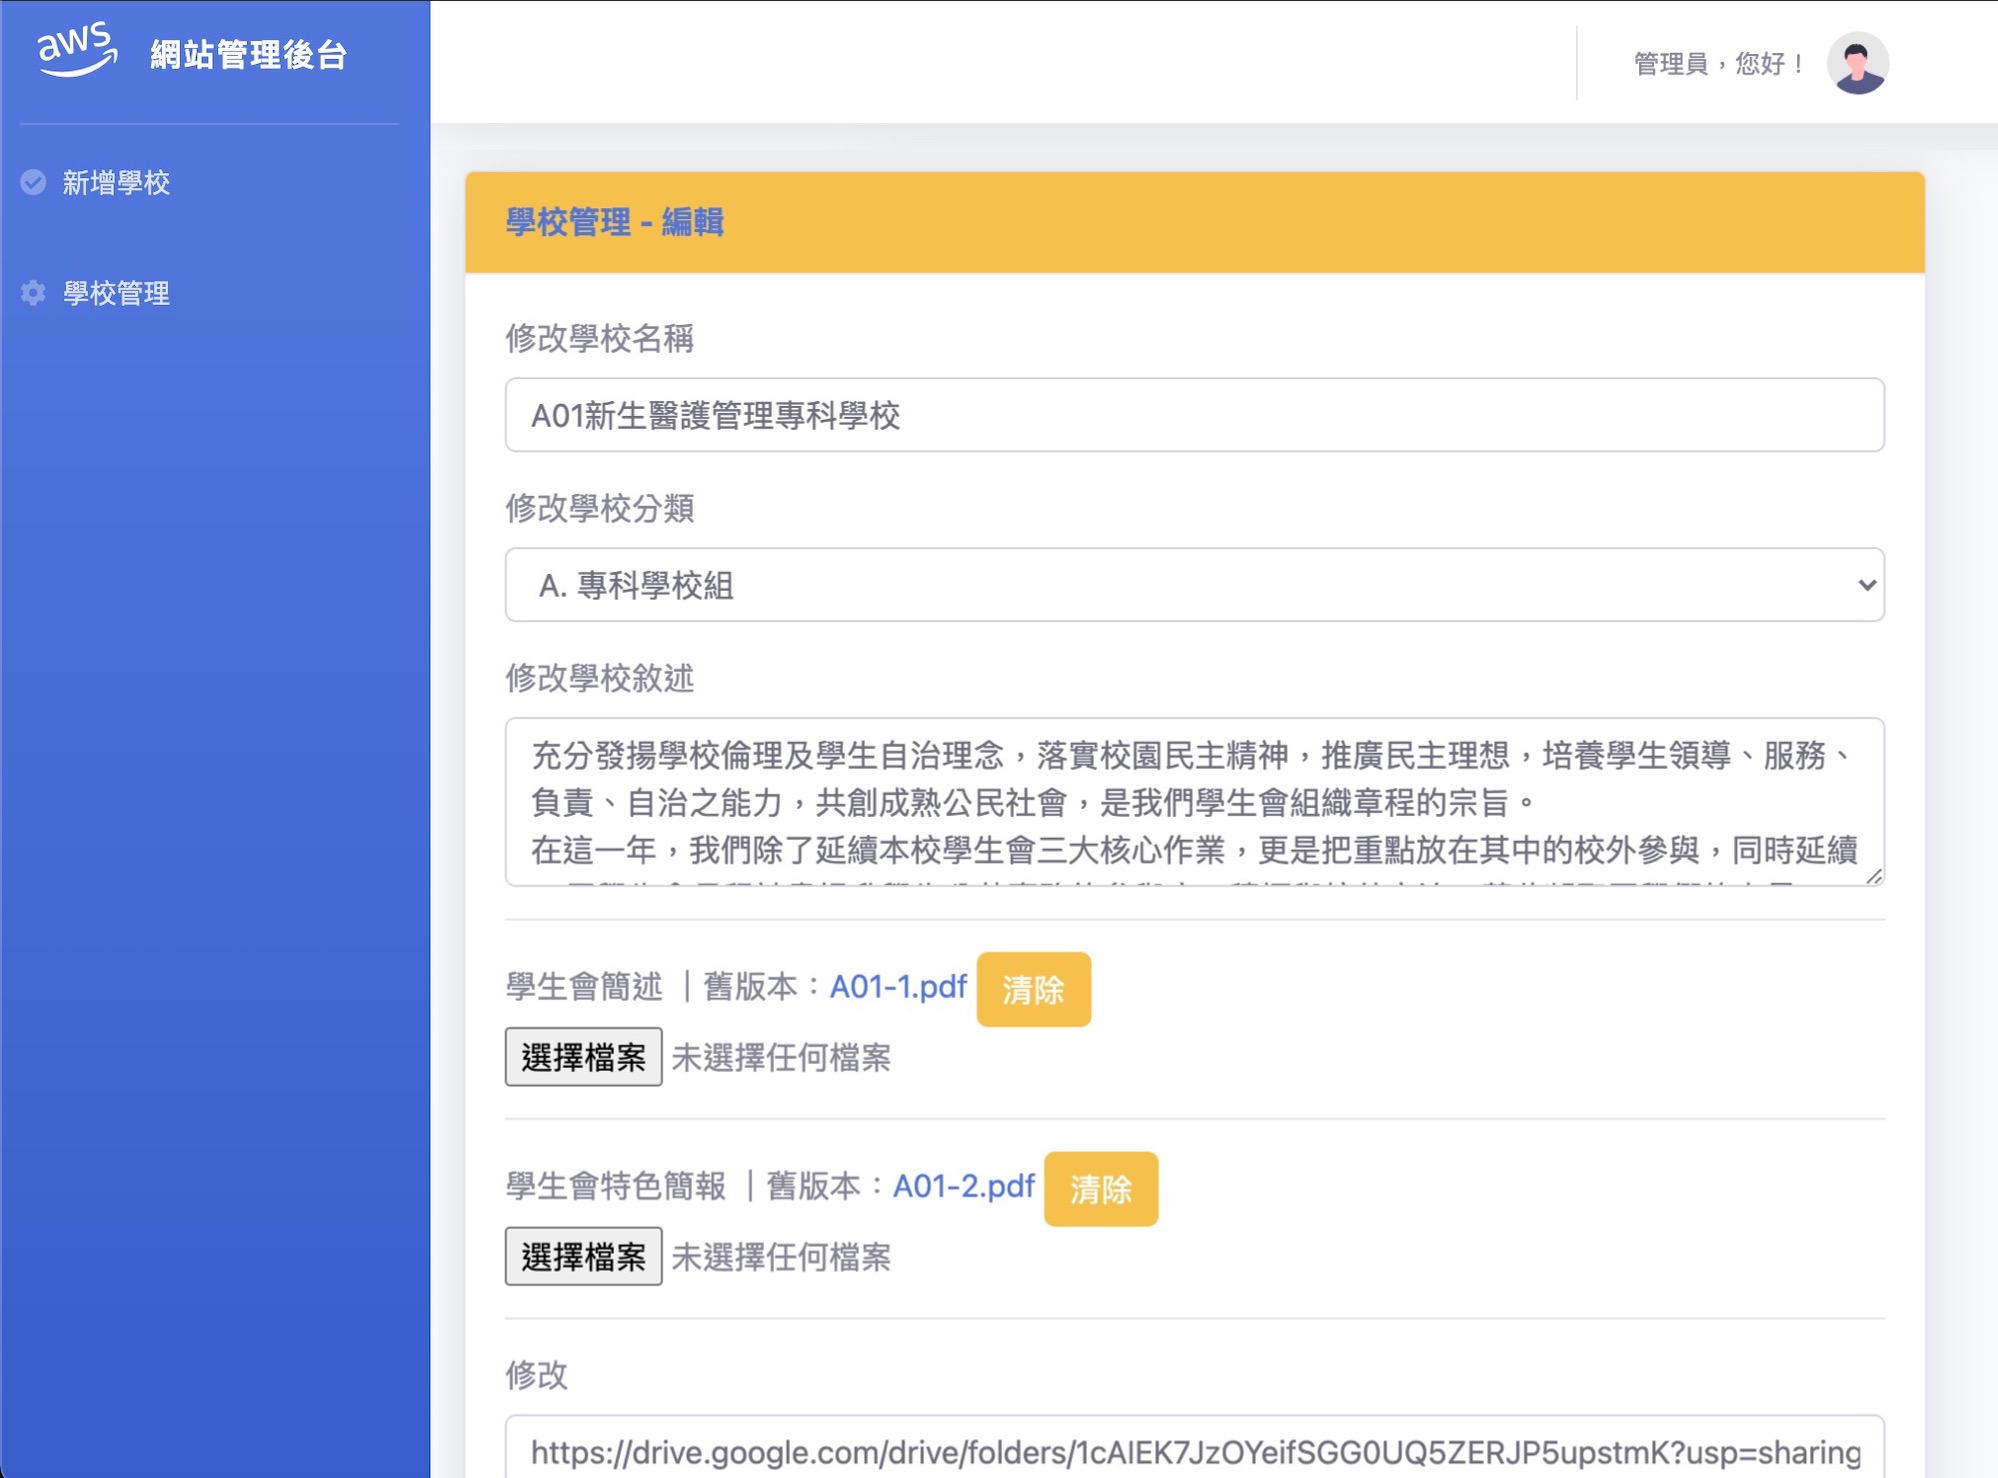 aws 網站管理後台
管理員，您好！
新增學校
學校管理
學校管理 - 編輯
修改學校名稱
A01新生醫護管理專科學校
修改學校分類
A. 專科學校組
修改學校敘述
充分發揚學校倫理及學生自治理念，落實校園民主精神，推廣民主理想，培養學生領導、服務、
負責、自治之能力，共創成熟公民社會，是我們學生會組織章程的宗旨。
在這一年，我們除了延續本校學生會三大核心作業，更是把重點放在其中的校外參與，同時延續
學生會簡述 ｜舊版本：A01-1.pdf 清除
選擇檔案 未選擇任何檔案
學生會特色簡報 ｜舊版本：A01-2.pdf 清除
選擇檔案 未選擇任何檔案
修改
https://drive.google.com/drive/folders/1cAlEK7JzOYeifSGG0UQ5ZERJP5upstmK?usp=sharing